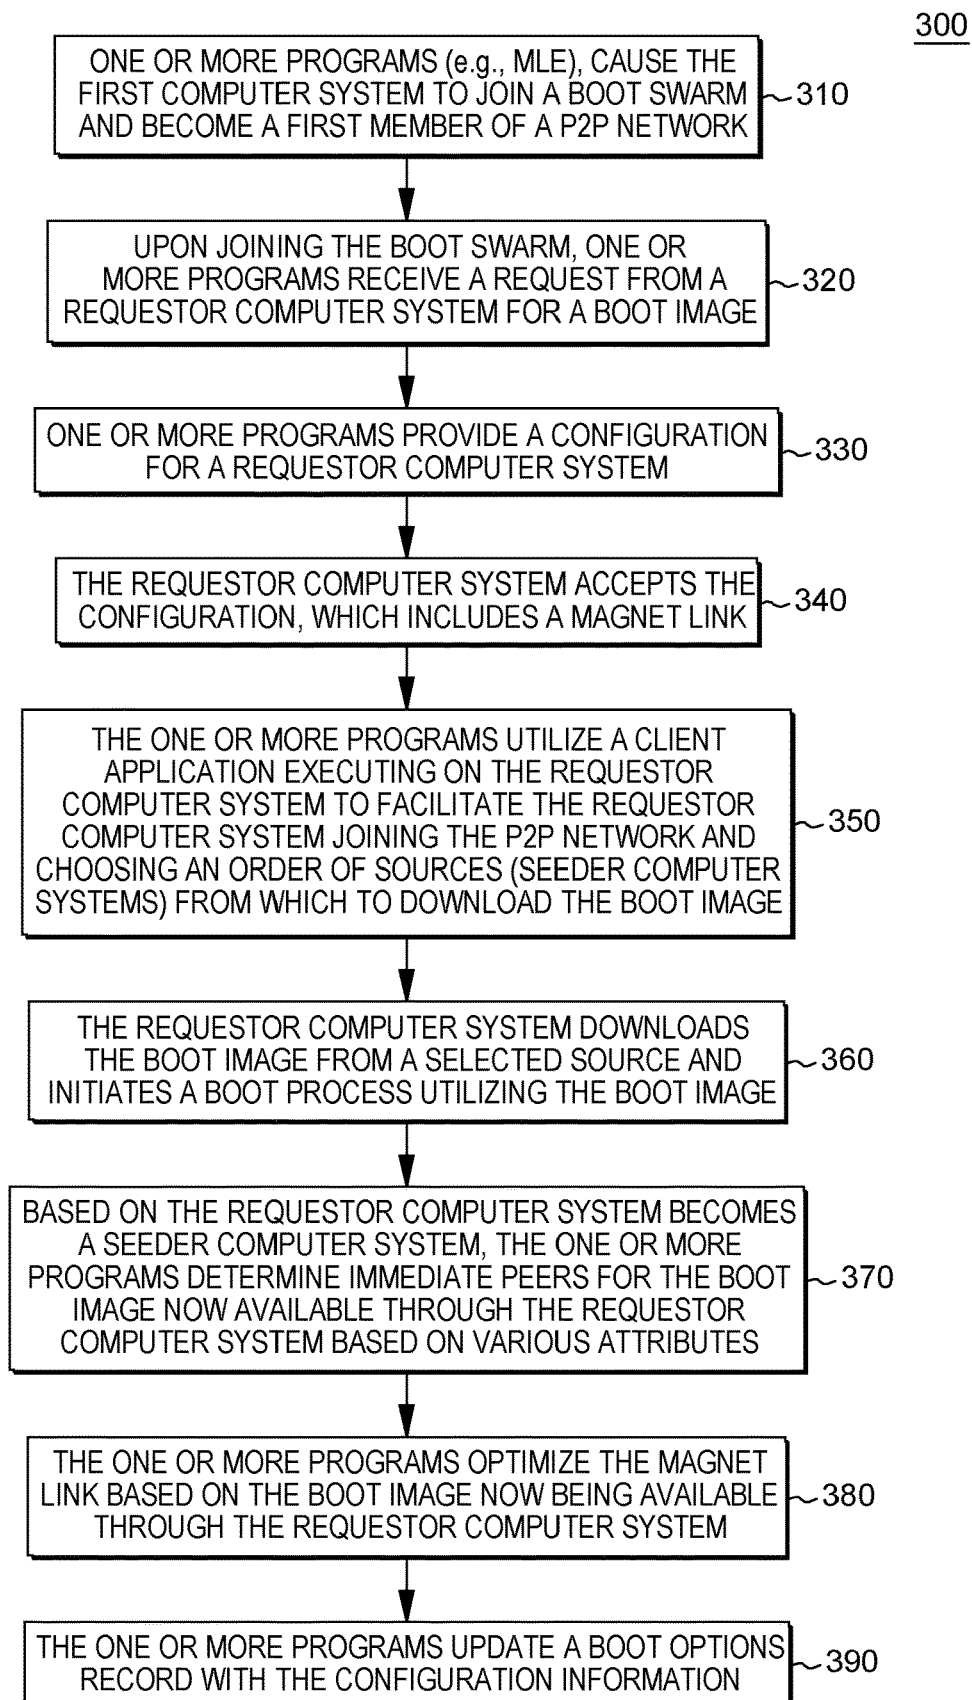 300
ONE OR MORE PROGRAMS (e.g., MLE), CAUSE THE
FIRST COMPUTER SYSTEM TO JOIN A BOOT SWARM
AND BECOME A FIRST MEMBER OF A P2P NETWORK
310
UPON JOINING THE BOOT SWARM, ONE OR
MORE PROGRAMS RECEIVE A REQUEST FROM A
REQUESTOR COMPUTER SYSTEM FOR A BOOT IMAGE
320
ONE OR MORE PROGRAMS PROVIDE A CONFIGURATION
FOR A REQUESTOR COMPUTER SYSTEM
330
THE REQUESTOR COMPUTER SYSTEM ACCEPTS THE
CONFIGURATION, WHICH INCLUDES A MAGNET LINK
340
THE ONE OR MORE PROGRAMS UTILIZE A CLIENT
APPLICATION EXECUTING ON THE REQUESTOR
COMPUTER SYSTEM TO FACILITATE THE REQUESTOR
COMPUTER SYSTEM JOINING THE P2P NETWORK AND
CHOOSING AN ORDER OF SOURCES (SEEDER COMPUTER
SYSTEMS) FROM WHICH TO DOWNLOAD THE BOOT IMAGE
350
THE REQUESTOR COMPUTER SYSTEM DOWNLOADS
THE BOOT IMAGE FROM A SELECTED SOURCE AND
INITIATES A BOOT PROCESS UTILIZING THE BOOT IMAGE
360
BASED ON THE REQUESTOR COMPUTER SYSTEM BECOMES
A SEEDER COMPUTER SYSTEM, THE ONE OR MORE
PROGRAMS DETERMINE IMMEDIATE PEERS FOR THE BOOT
IMAGE NOW AVAILABLE THROUGH THE REQUESTOR
COMPUTER SYSTEM BASED ON VARIOUS ATTRIBUTES
370
THE ONE OR MORE PROGRAMS OPTIMIZE THE MAGNET
LINK BASED ON THE BOOT IMAGE NOW BEING AVAILABLE
THROUGH THE REQUESTOR COMPUTER SYSTEM
380
THE ONE OR MORE PROGRAMS UPDATE A BOOT OPTIONS
RECORD WITH THE CONFIGURATION INFORMATION
390